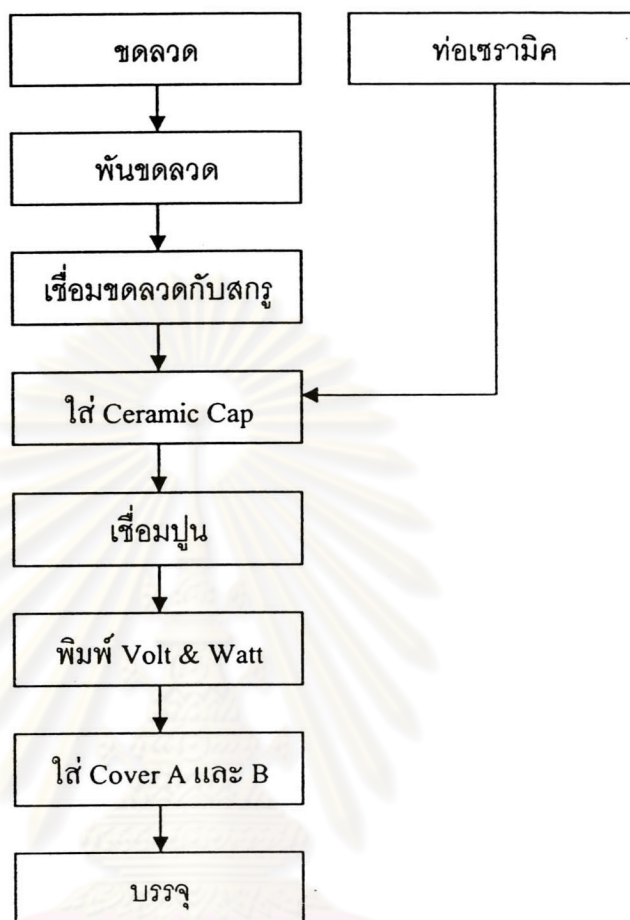 ขดลวด
ท่อเซรามิค
พันขดลวด
เชื่อมขดลวดกับสกรู
ใส่ Ceramic Cap
เชื่อมปูน
พิมพ์ Volt & Watt
ใส่ Cover A และ B
บรรจุ